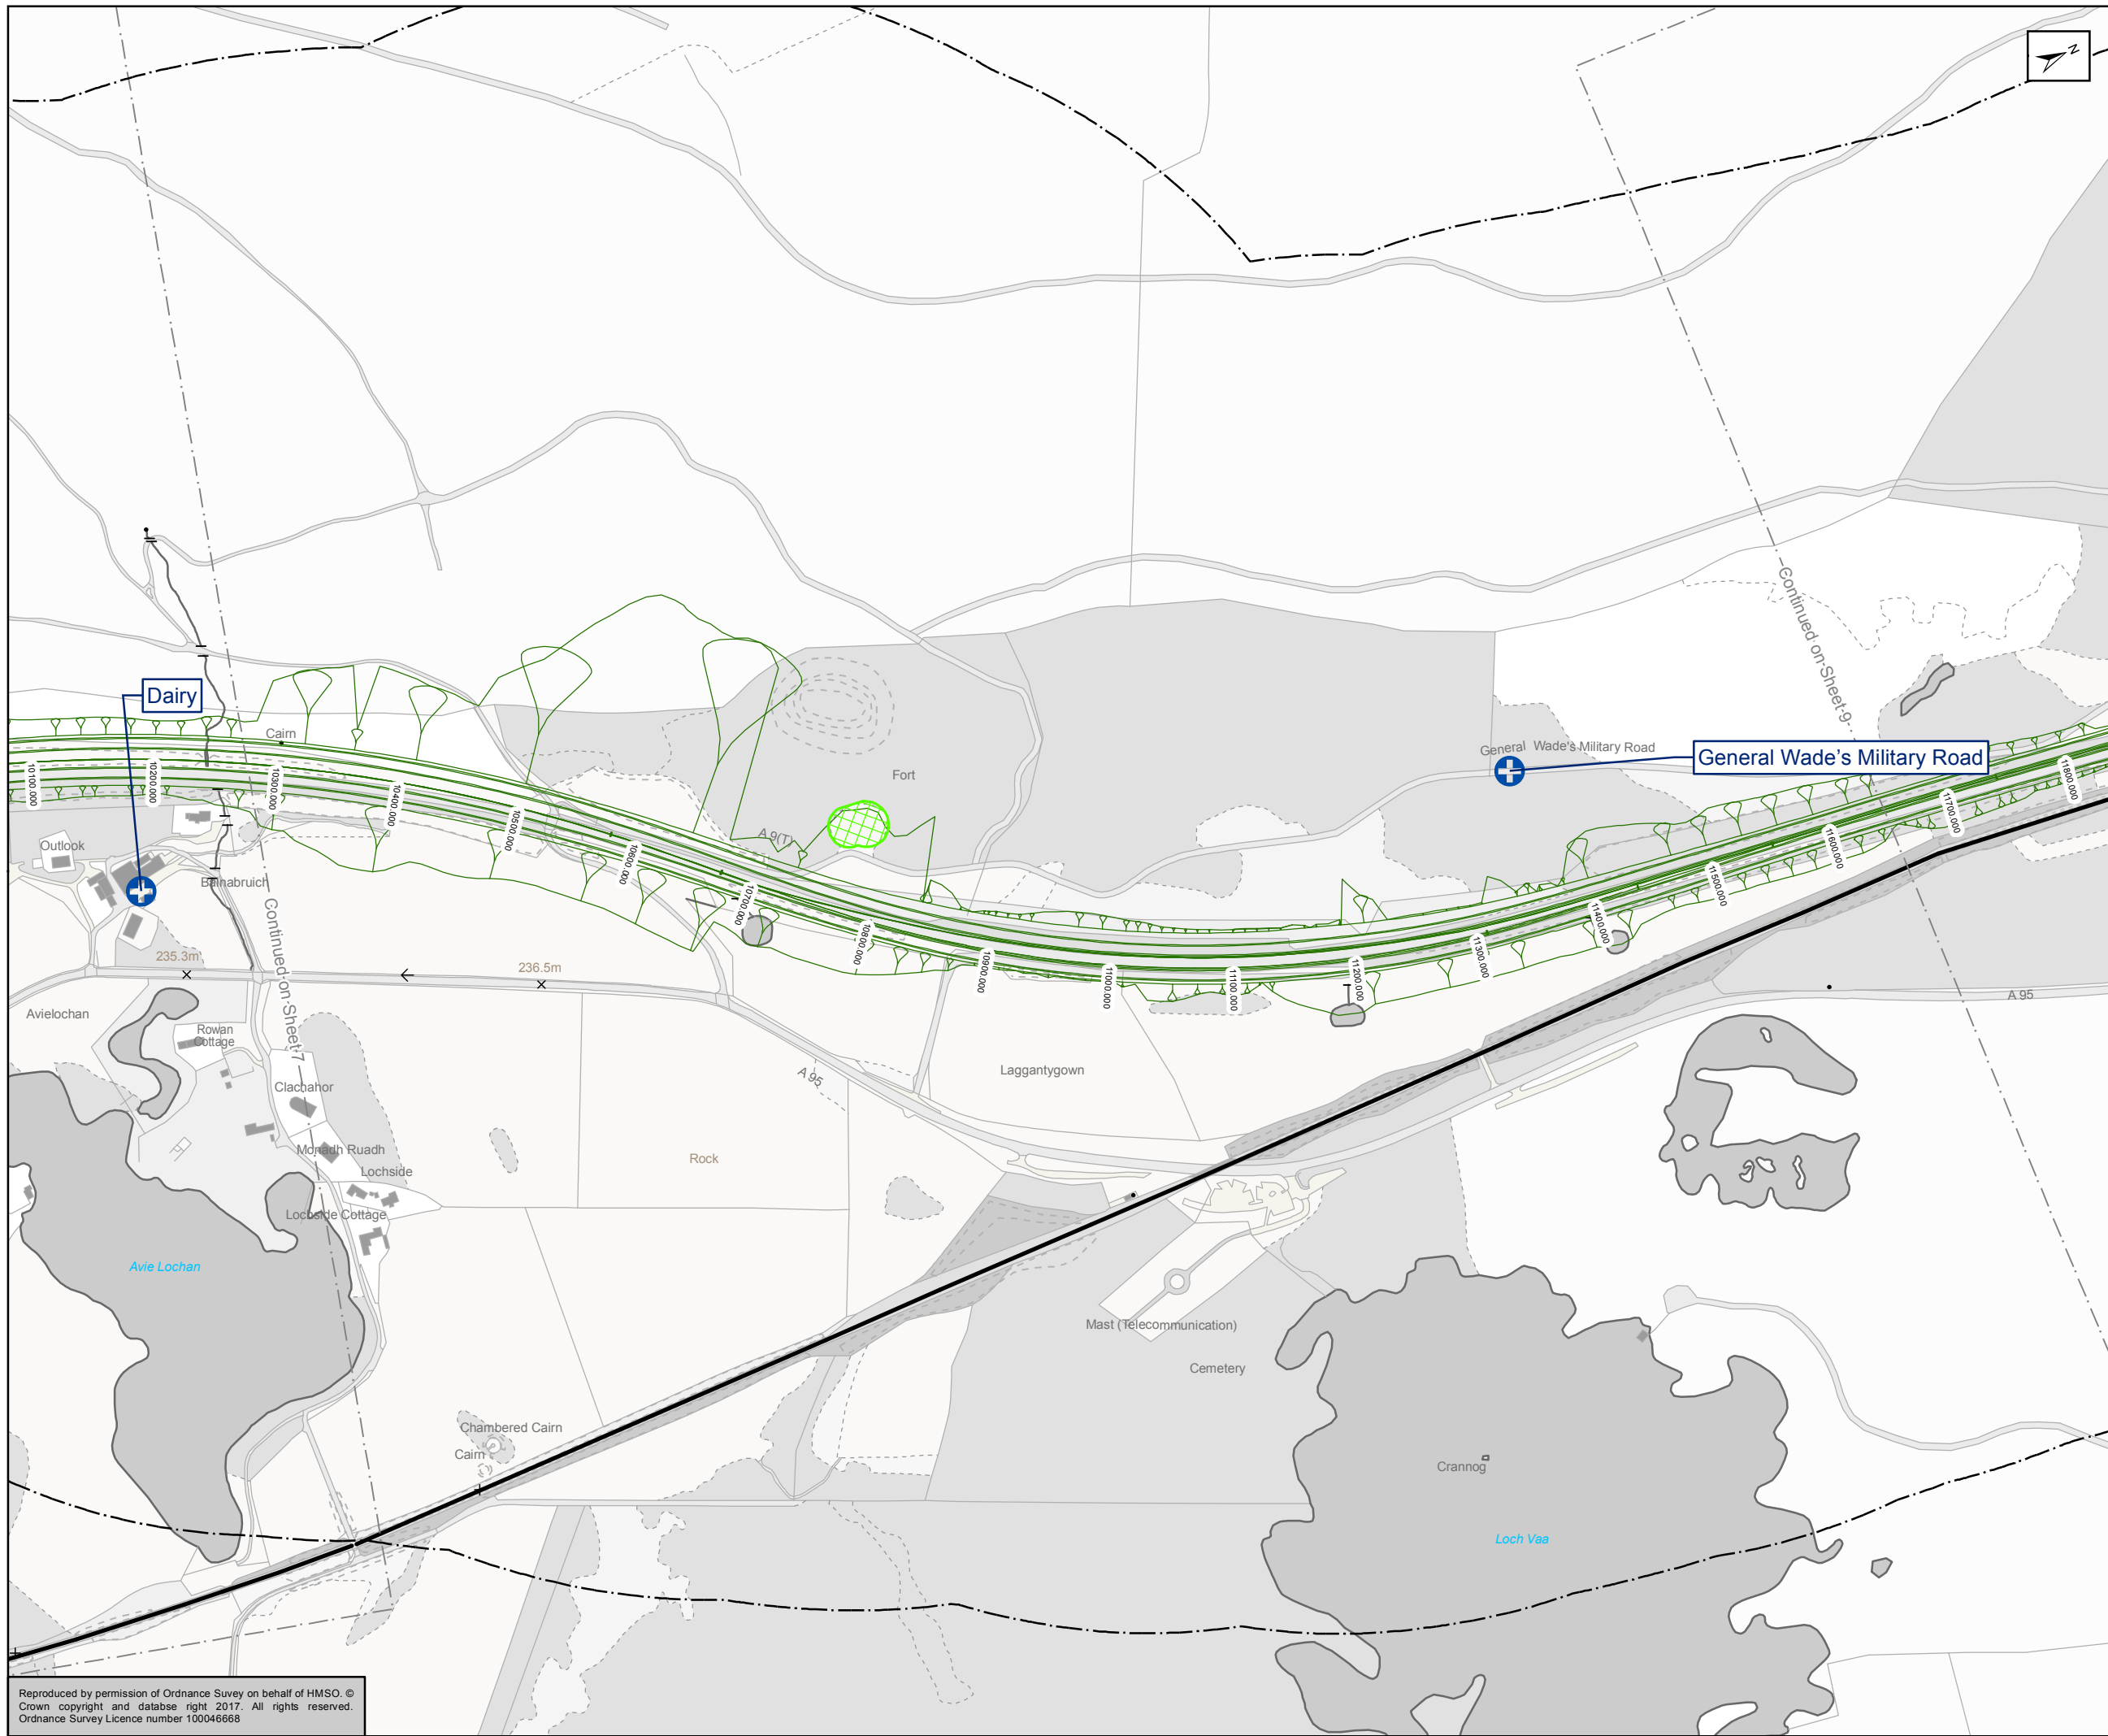 N
Continued-on-Sheet-9
Dairy
Cairn
General Wade's Military Road
General Wade's Military Road
Fort
A 9(T)
10100.000
10200.000
10300.000
10400.000
10500.000
10600.000
10700.000
10800.000
10900.000
11000.000
11100.000
11200.000
11300.000
11400.000
11500.000
11600.000
11700.000
11800.000
Outlook
Balnabruich
Continued-on-Sheet-7
235.3m
236.5m
A 95
Avielochan
Rowan
Cottage
Laggantygown
A 95
Clachahor
Monadh Ruadh
Rock
Lochside
Lochside Cottage
Avie Lochan
Mast (Telecommunication)
Cemetery
Chambered Cairn
Cairn
Crannog
Loch Vaa
Reproduced by permission of Ordnance Suvey on behalf of HMSO. ©
Crown copyright and databse right 2017. All rights reserved.
Ordnance Survey Licence number 100046668